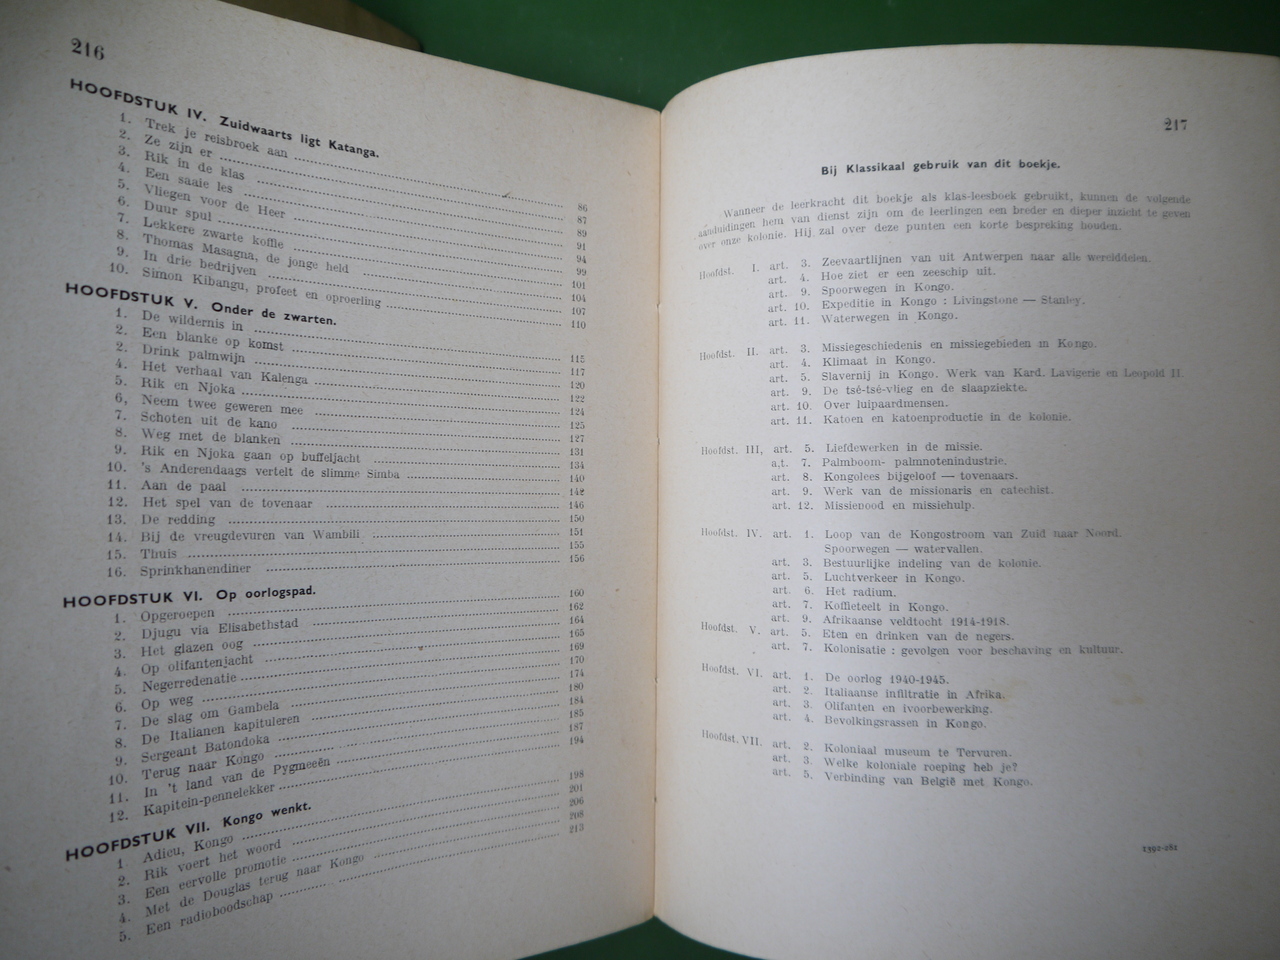 216
HOOFDSTUK IV. Zuidwaarts ligt Katanga.
1. Trek je reisbroek aan 86
2. Ze zijn er 87
3. Rik in de klas 89
4. Een saaie les 91
5. Vliegen voor de Heer 94
6. Duur spul 99
7. Lekkere zwarte koffie 101
8. Thomas Masagna, de jonge held 104
9. In drie bedrijven 107
10. Simon Kibangu, profeet en oproerling 110
HOOFDSTUK V. Onder de zwarten.
1. De wildernis in 115
2. Een blanke op komst 117
2. Drink palmwijn 120
4. Het verhaal van Kalenga 122
5. Rik en Njoka 124
6, Neem twee geweren mee 125
7. Schoten uit de kano 127
8. Weg met de blanken 131
9. Rik en Njoka gaan op buffeljacht 134
10. 's Anderendaags vertelt de slimme Simba 140
11. Aan de paal 142
12. Het spel van de tovenaar 146
13. De redding 150
14. Bij de vreugdevuren van Wambili 151
15. Thuis 155
16. Sprinkhanendiner 156
HOOFDSTUK VI. Op oorlogspad.
1. Opgeroepen 160
2. Djugu via Elisabethstad 162
3. Het glazen oog 164
4. Op olifantenjacht 165
5. Negerredenatie 169
6. Op weg 170
7. De slag om Gambela 174
8. De Italianen kapituleren 180
9. Sergeant Batondoka 184
10. Terug naar Kongo 185
11. In 't land van de Pygmeeën 187
12. Kapitein-pennelekker 194
HOOFDSTUK VII. Kongo wenkt.
1. Adieu, Kongo 198
2. Rik voert het woord 201
3. Een eervolle promotie 206
4. Met de Douglas terug naar Kongo 208
5. Een radioboodschap 213
217
Bij Klassikaal gebruik van dit boekje.
Wanneer de leerkracht dit boekje als klas-leesboek gebruikt, kunnen de volgende
aanduidingen hem van dienst zijn om de leerlingen een breder en dieper inzicht te geven
over onze kolonie. Hij zal over deze punten een korte bespreking houden.
Hoofdst. I. art. 3. Zeevaartlijnen van uit Antwerpen naar alle werelddelen.
art. 4. Hoe ziet er een zeeschip uit.
art. 9. Spoorwegen in Kongo.
art. 10. Expeditie in Kongo : Livingstone — Stanley.
art. 11. Waterwegen in Kongo.
Hoofdst. II. art. 3. Missiegeschiedenis en missiegebieden in Kongo.
art. 4. Klimaat in Kongo.
art. 5. Slavernij in Kongo. Werk van Kard. Lavigerie en Leopold II.
art. 9. De tsé-tsé-vlieg en de slaapziekte.
art. 10. Over luipaardmensen.
art. 11. Katoen en katoenproductie in de kolonie.
Hoofdst. III, art. 5. Liefdewerken in de missie.
a.t. 7. Palmboom- palmnotenindustrie.
art. 8. Kongolees bijgeloof — tovenaars.
art. 9. Werk van de missionaris en catechist.
art. 12. Missienood en missiehulp.
Hoofdst. IV. art. 1. Loop van de Kongostroom van Zuid naar Noord.
Spoorwegen — watervallen.
art. 3. Bestuurlijke indeling van de kolonie.
art. 5. Luchtverkeer in Kongo.
art. 6. Het radium.
art. 7. Koffieteelt in Kongo.
art. 9. Afrikaanse veldtocht 1914-1918.
Hoofdst. V. art. 5. Eten en drinken van de negers.
art. 7. Kolonisatie : gevolgen voor beschaving en kultuur.
Hoofdst. VI. art. 1. De oorlog 1940-1945.
art. 2. Italiaanse infiltratie in Afrika.
art. 3. Olifanten en ivoorbewerking.
art. 4. Bevolkingsrassen in Kongo.
Hoofdst. VII. art. 2. Koloniaal museum te Tervuren.
art. 3. Welke koloniale roeping heb je?
art. 5. Verbinding van België met Kongo.
1392-282